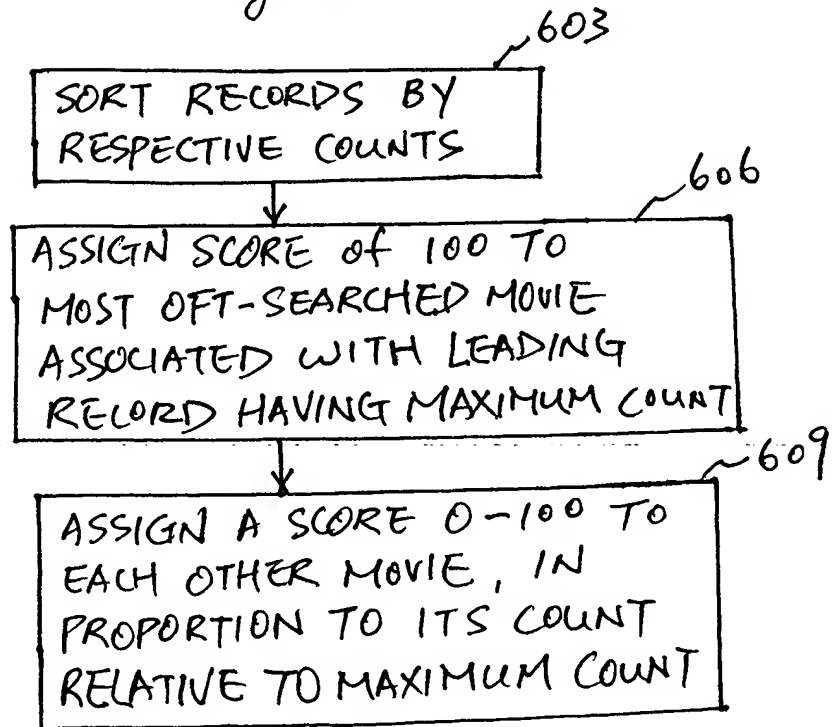 603
SORT RECORDS BY
RESPECTIVE COUNTS
606
ASSIGN SCORE of 100 TO
MOST OFT-SEARCHED MOVIE
ASSOCIATED WITH LEADING
RECORD HAVING MAXIMUM COUNT
609
ASSIGN A SCORE 0-100 TO
EACH OTHER MOVIE, IN
PROPORTION TO ITS COUNT
RELATIVE TO MAXIMUM COUNT